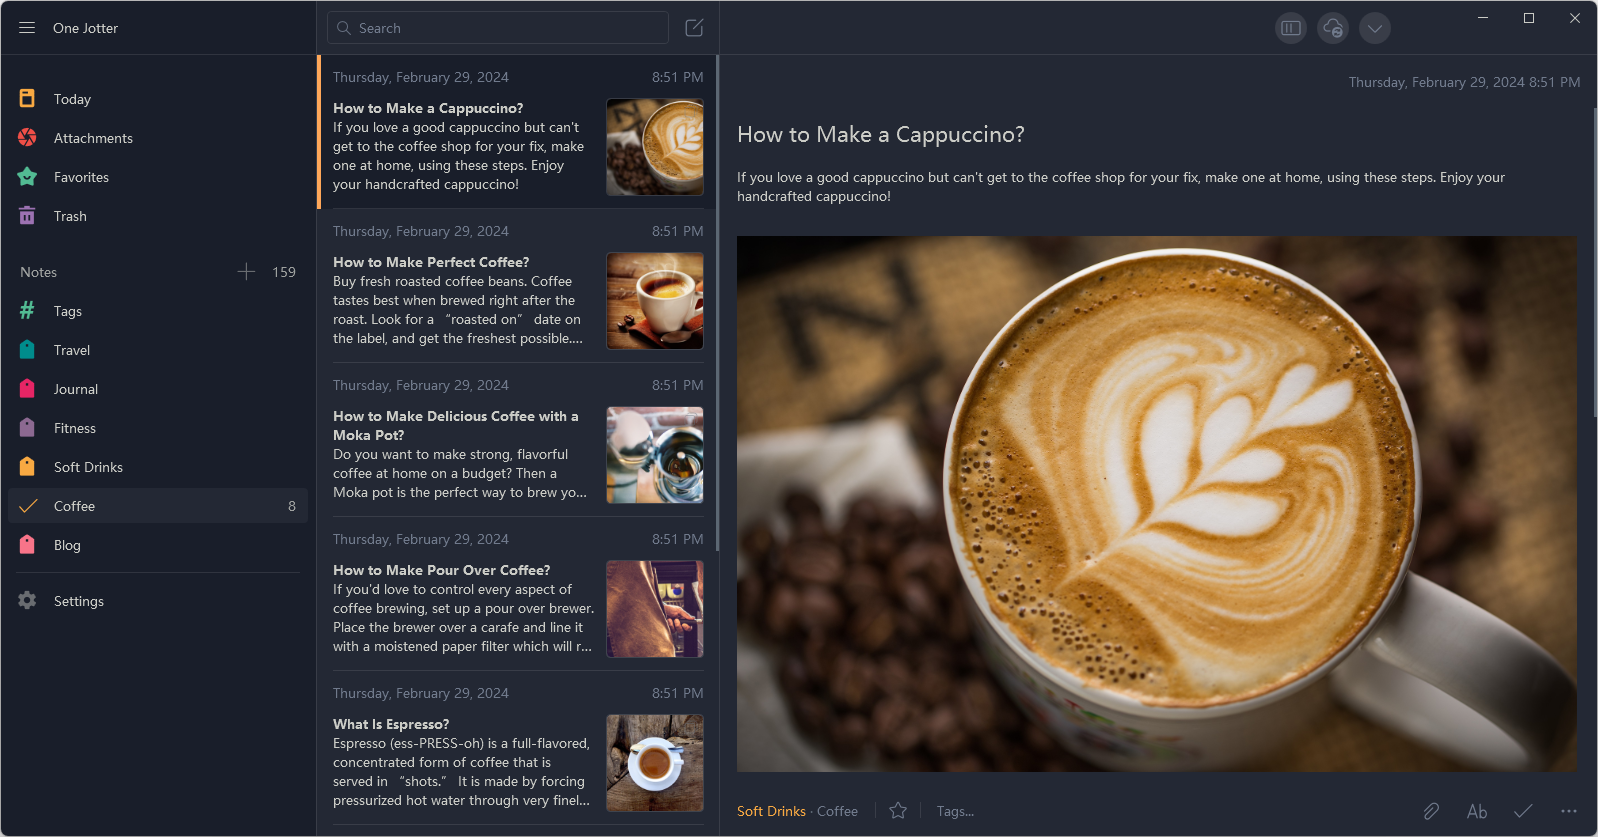 One Jotter
Today
Attachments
Favorites
Trash
Notes 159
Tags
Travel
Journal
Fitness
Soft Drinks
Coffee 8
Blog
Settings
Search
Thursday, February 29, 2024 8:51 PM
How to Make a Cappuccino?
If you love a good cappuccino but can't
get to the coffee shop for your fix, make
one at home, using these steps. Enjoy
your handcrafted cappuccino!
Thursday, February 29, 2024 8:51 PM
How to Make Perfect Coffee?
Buy fresh roasted coffee beans. Coffee
tastes best when brewed right after the
roast. Look for a “roasted on” date on
the label, and get the freshest possible....
Thursday, February 29, 2024 8:51 PM
How to Make Delicious Coffee with a
Moka Pot?
Do you want to make strong, flavorful
coffee at home on a budget? Then a
Moka pot is the perfect way to brew yo...
Thursday, February 29, 2024 8:51 PM
How to Make Pour Over Coffee?
If you'd love to control every aspect of
coffee brewing, set up a pour over brewer.
Place the brewer over a carafe and line it
with a moistened paper filter which will r...
Thursday, February 29, 2024 8:51 PM
What Is Espresso?
Espresso (ess-PRESS-oh) is a full-flavored,
concentrated form of coffee that is
served in “shots.” It is made by forcing
pressurized hot water through very finel...
Thursday, February 29, 2024 8:51 PM
How to Make a Cappuccino?
If you love a good cappuccino but can't get to the coffee shop for your fix, make one at home, using these steps. Enjoy your
handcrafted cappuccino!
Soft Drinks · Coffee Tags... Ab